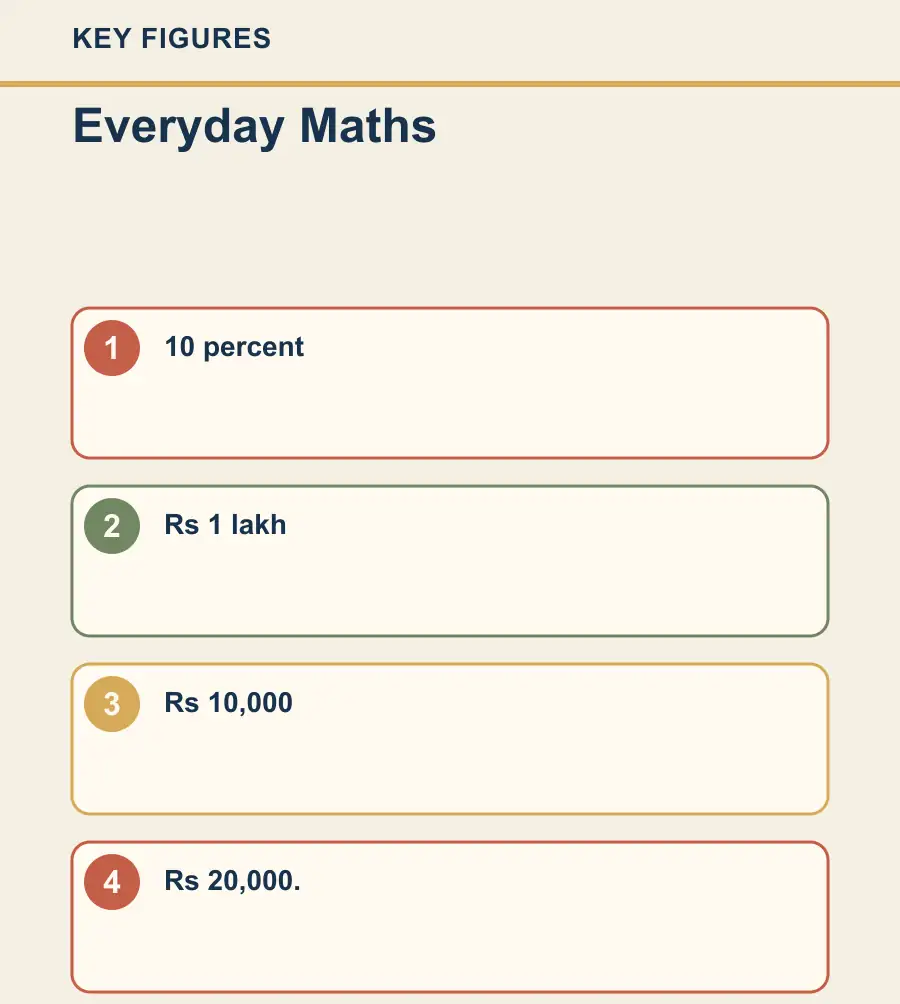 KEY FIGURES
Everyday Maths
1 10 percent
2 Rs 1 lakh
3 Rs 10,000
4 Rs 20,000.